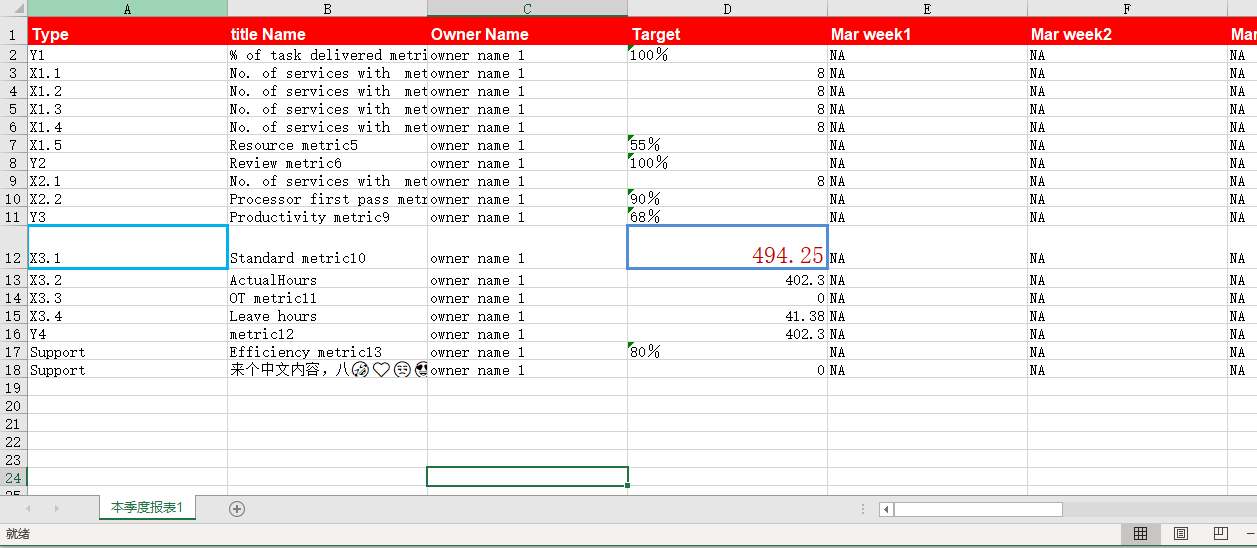 A B C D E F
1 Type title Name Owner Name Target Mar week1 Mar week2 Mar
2 Y1 % of task delivered metri owner name 1 100% NA NA NA
3 X1.1 No. of services with met owner name 1 8 NA NA NA
4 X1.2 No. of services with met owner name 1 8 NA NA NA
5 X1.3 No. of services with met owner name 1 8 NA NA NA
6 X1.4 No. of services with met owner name 1 8 NA NA NA
7 X1.5 Resource metric5 owner name 1 55% NA NA NA
8 Y2 Review metric6 owner name 1 100% NA NA NA
9 X2.1 No. of services with met owner name 1 8 NA NA NA
10 X2.2 Processor first pass metr owner name 1 90% NA NA NA
11 Y3 Productivity metric9 owner name 1 68% NA NA NA
12 X3.1 Standard metric10 owner name 1 494.25 NA NA NA
13 X3.2 ActualHours owner name 1 402.3 NA NA NA
14 X3.3 OT metric11 owner name 1 0 NA NA NA
15 X3.4 Leave hours owner name 1 41.38 NA NA NA
16 Y4 metric12 owner name 1 402.3 NA NA NA
17 Support Efficiency metric13 owner name 1 80% NA NA NA
18 Support 来个中文内容，八🤣♡😒 owner name 1 0 NA NA NA
19
20
21
22
23
24
25
本季度报表1
就绪